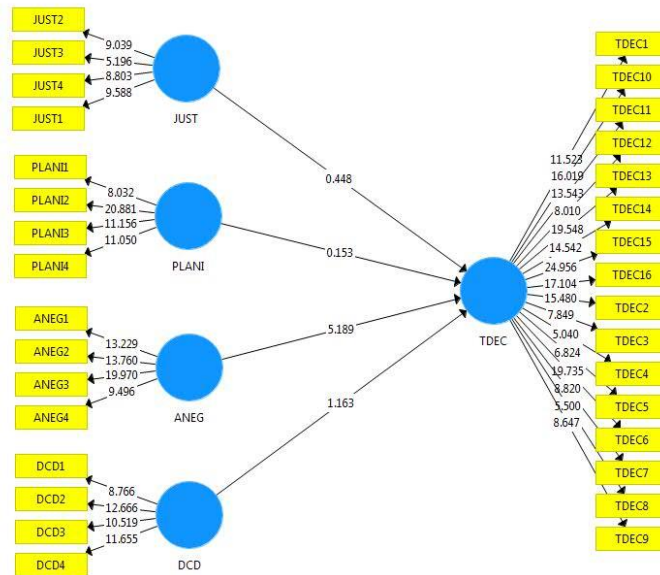 JUST2
JUST3
JUST4
JUST1
9.039
5.196
8.803
9.588
JUST
PLANI1
PLANI2
PLANI3
PLANI4
8.032
20.881
11.156
11.050
PLANI
ANEG1
ANEG2
ANEG3
ANEG4
13.229
13.760
19.970
9.496
ANEG
DCD1
DCD2
DCD3
DCD4
8.766
12.666
10.519
11.655
DCD
0.448
0.153
5.189
1.163
TDEC
11.523
16.019
13.543
8.010
19.548
14.542
24.956
17.104
15.480
7.849
5.040
6.824
19.735
8.820
5.500
8.647
TDEC1
TDEC10
TDEC11
TDEC12
TDEC13
TDEC14
TDEC15
TDEC16
TDEC2
TDEC3
TDEC4
TDEC5
TDEC6
TDEC7
TDEC8
TDEC9